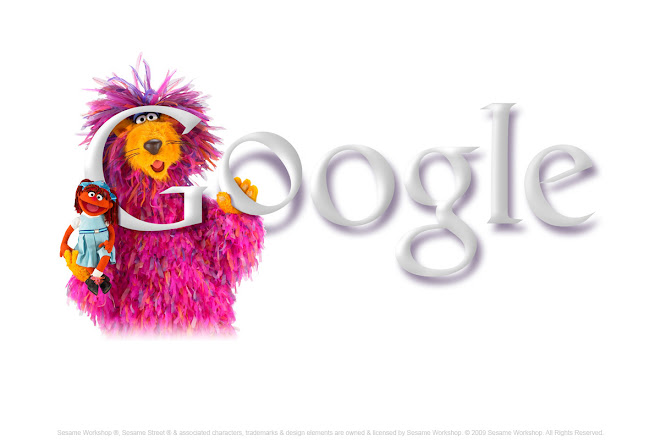 Google
Sesame Workshop ®, Sesame Street ® & associated characters, trademarks & design elements are owned & licensed by Sesame Workshop. © 2009 Sesame Workshop. All Rights Reserved.